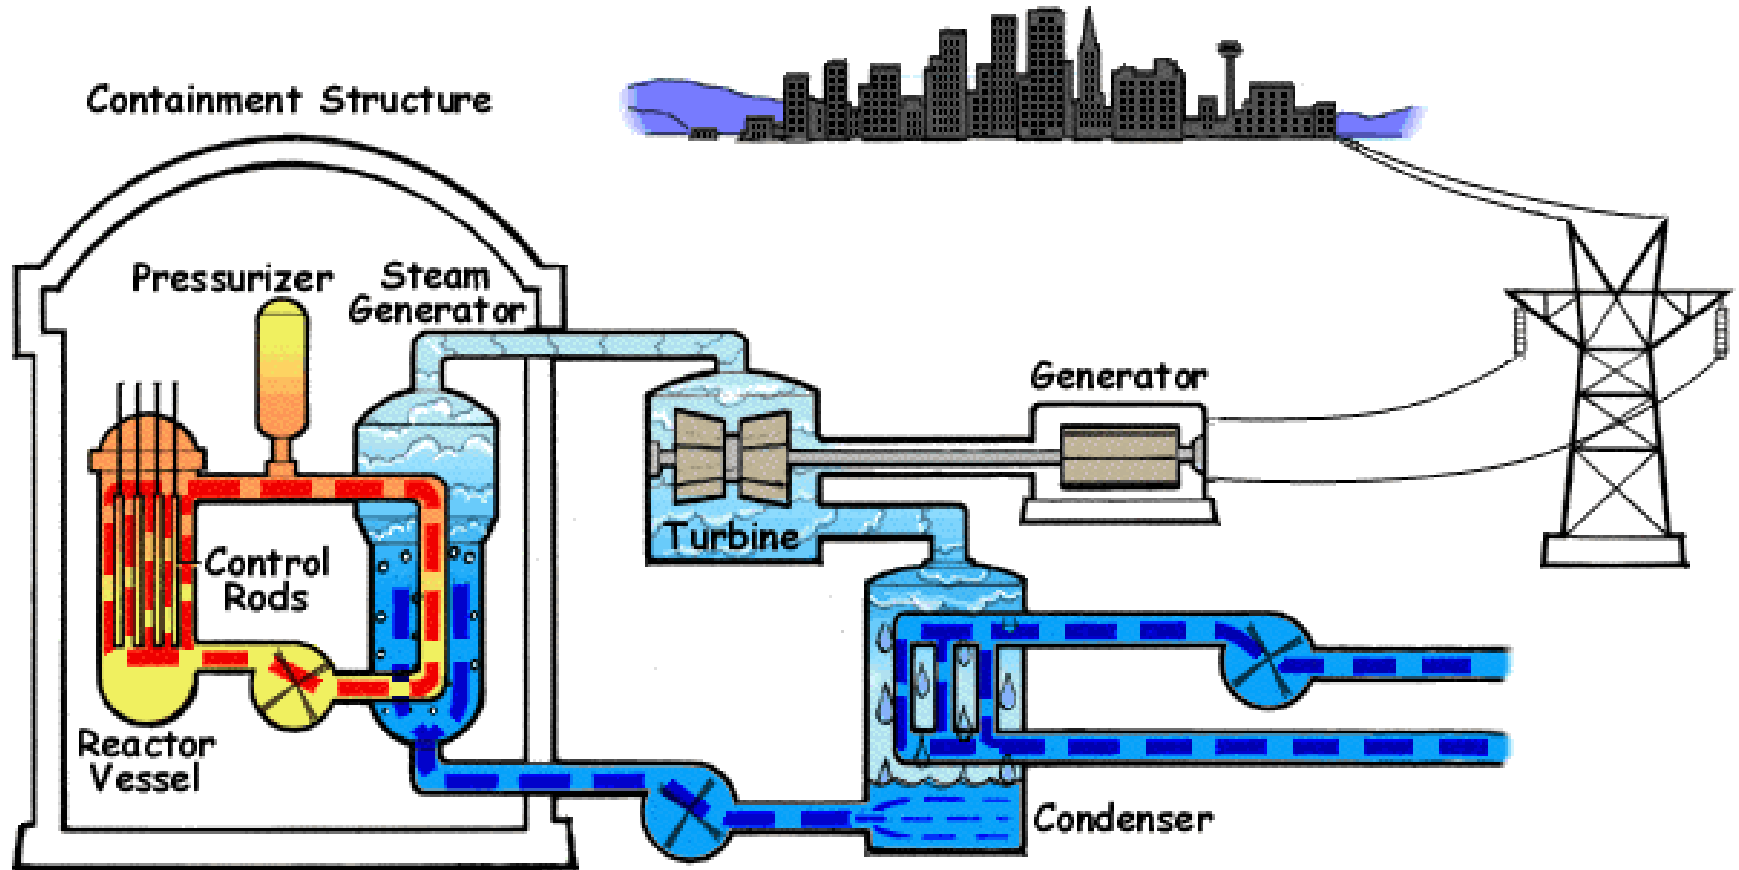 Containment Structure
Pressurizer
Steam
Generator
Generator
Turbine
Control
Rods
Reactor
Vessel
Condenser